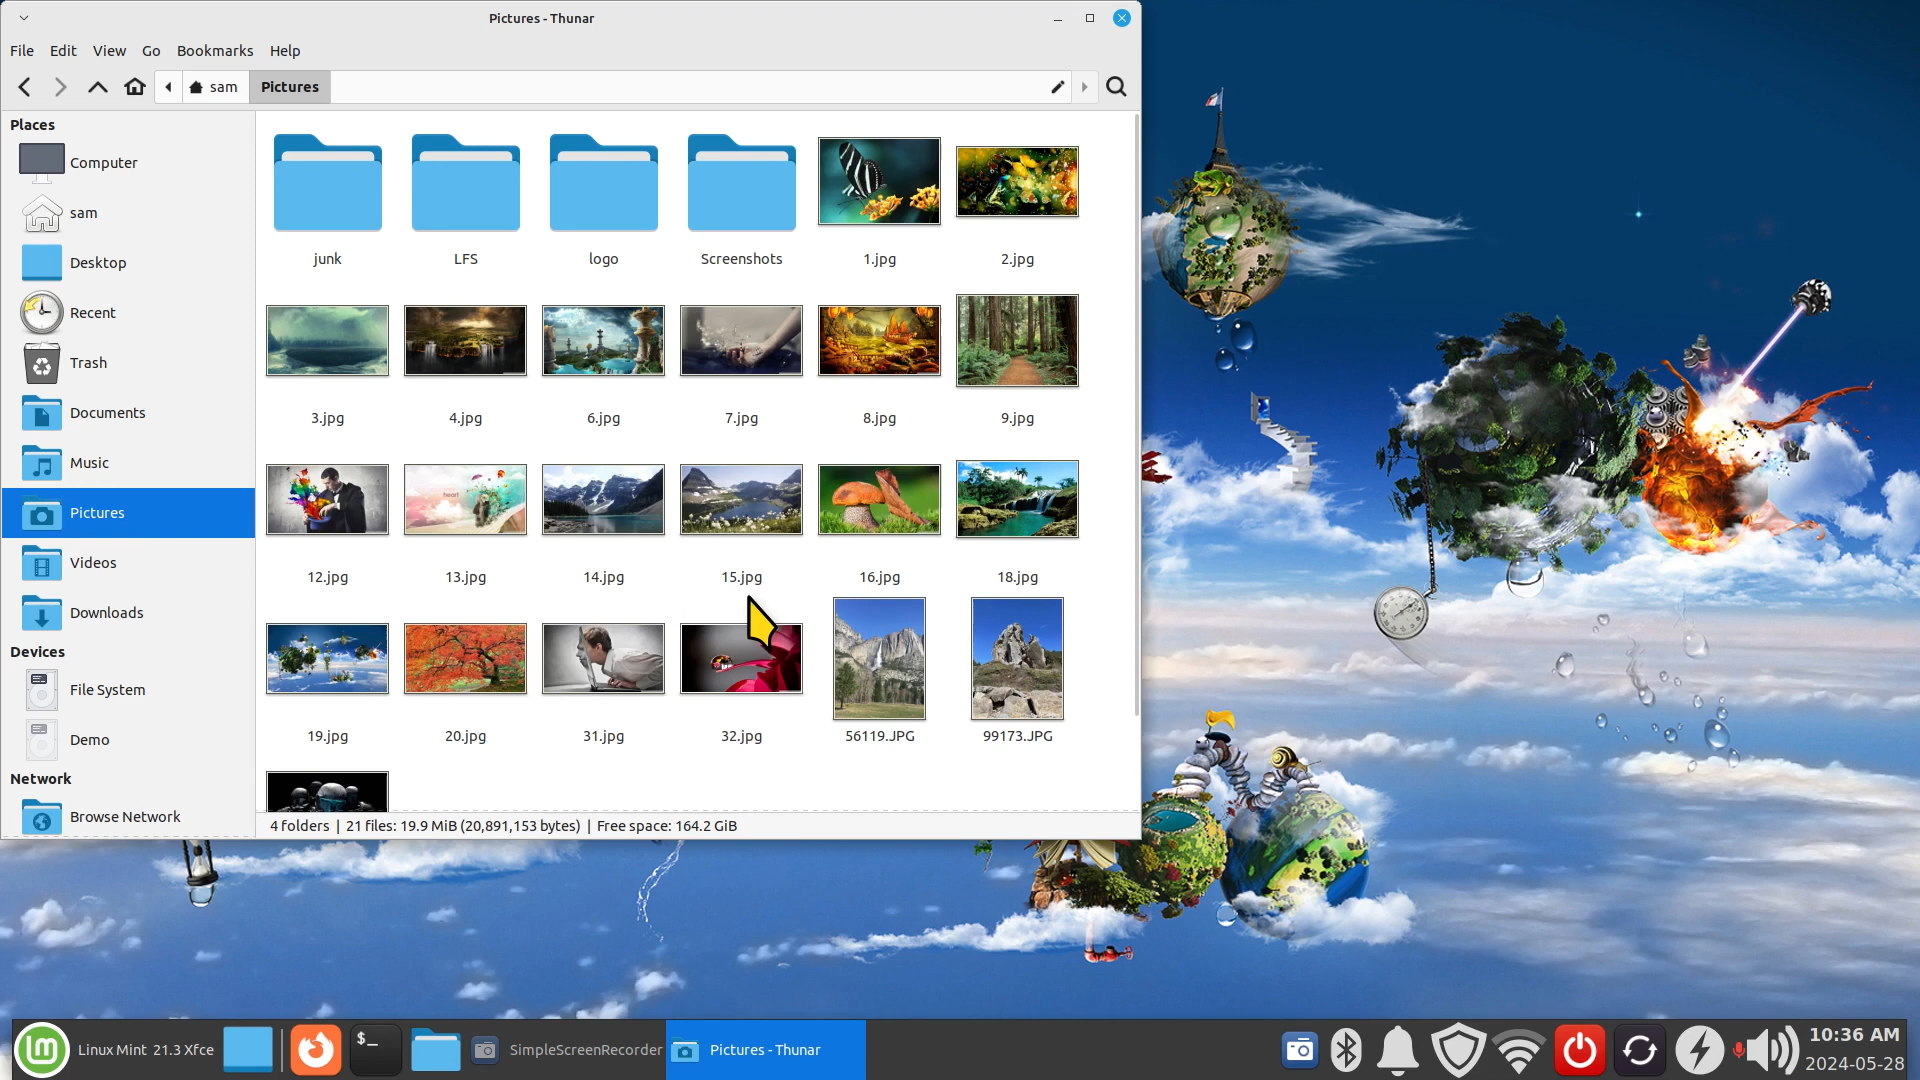 Pictures - Thunar
File Edit View Go Bookmarks Help
sam Pictures
Places
Computer
sam
Desktop
Recent
Trash
Documents
Music
Pictures
Videos
Downloads
Devices
File System
Demo
Network
Browse Network
junk LFS logo Screenshots 1.jpg 2.jpg
3.jpg 4.jpg 6.jpg 7.jpg 8.jpg 9.jpg
heart
12.jpg 13.jpg 14.jpg 15.jpg 16.jpg 18.jpg
19.jpg 20.jpg 31.jpg 32.jpg 56119.JPG 99173.JPG
4 folders | 21 files: 19.9 MiB (20,891,153 bytes) | Free space: 164.2 GiB
Linux Mint 21.3 Xfce $_ SimpleScreenRecorder Pictures - Thunar
10:36 AM
2024-05-28